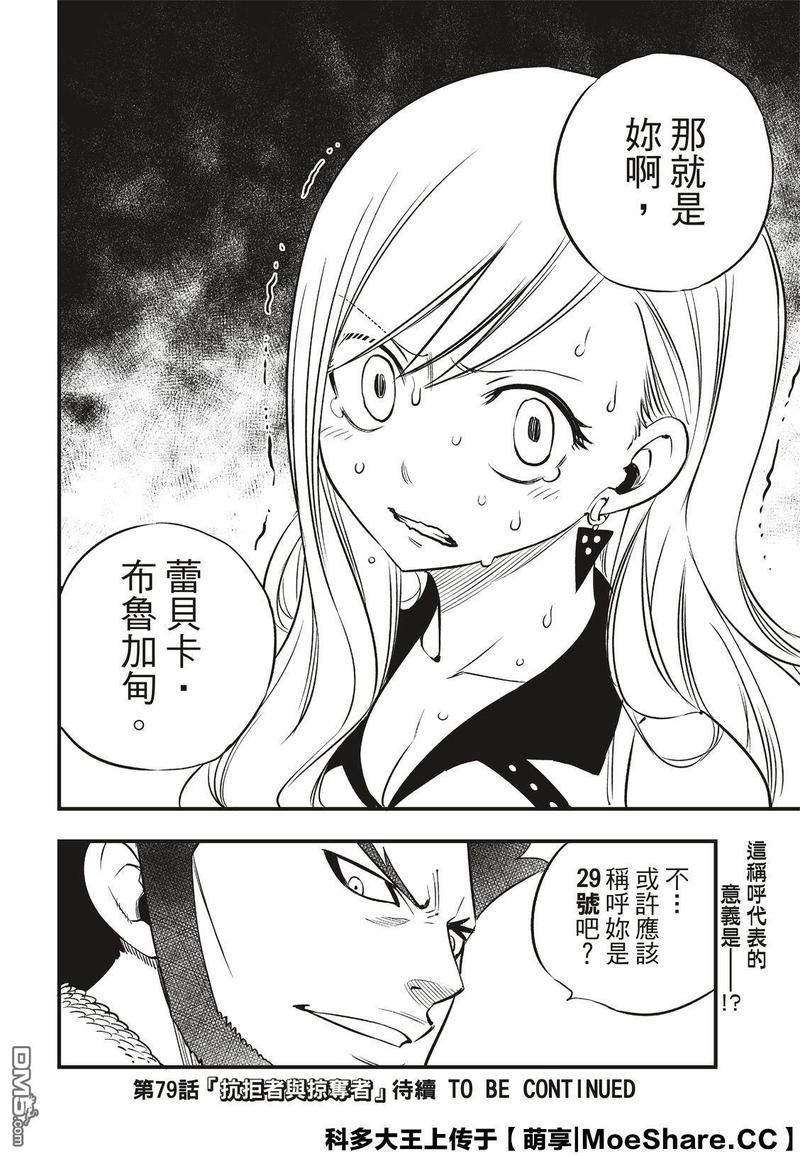 那就是
妳啊，
蕾貝卡·
布魯加甸。
不…
或許應該
稱呼妳是
29號吧？
這稱呼代表的
意義是——!?
第79話「抗拒者與掠奪者」待續 TO BE CONTINUED
DM5
.com
科多大王上传于【萌享|MoeShare.CC】